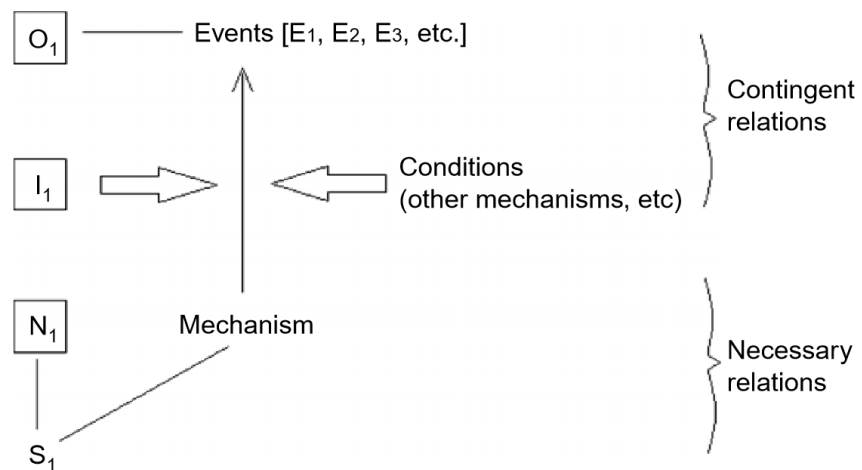 O₁ Events [E₁, E₂, E₃, etc.]
Contingent
relations
I₁ Conditions
(other mechanisms, etc)
N₁ Mechanism
Necessary
relations
S₁